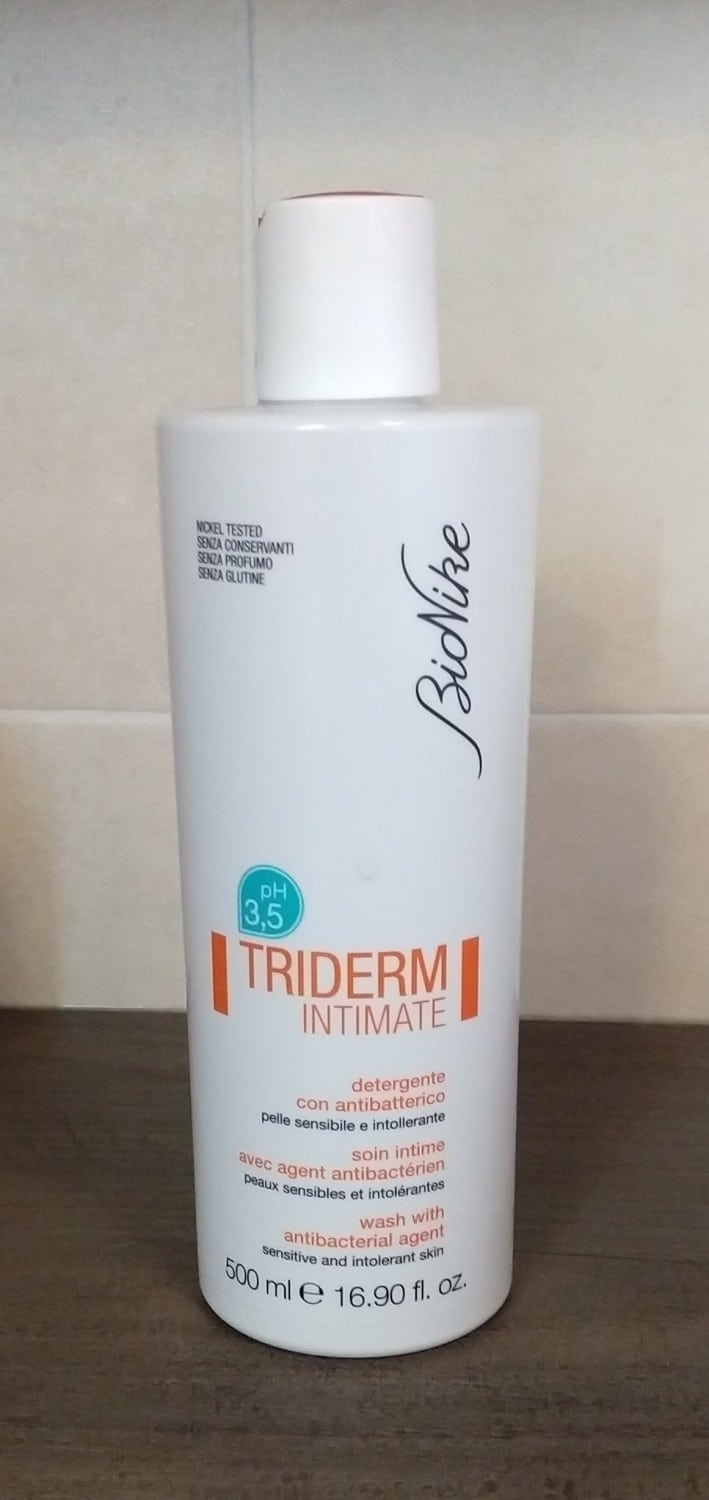 NICKEL TESTED
SENZA CONSERVANTI
SENZA PROFUMO
SENZA GLUTINE
BioNike
pH
3,5
TRIDERM
INTIMATE
detergente
con antibatterico
pelle sensibile e intollerante
soin intime
avec agent antibactérien
peaux sensibles et intolérantes
wash with
antibacterial agent
sensitive and intolerant skin
500 ml ℮ 16.90 fl. oz.